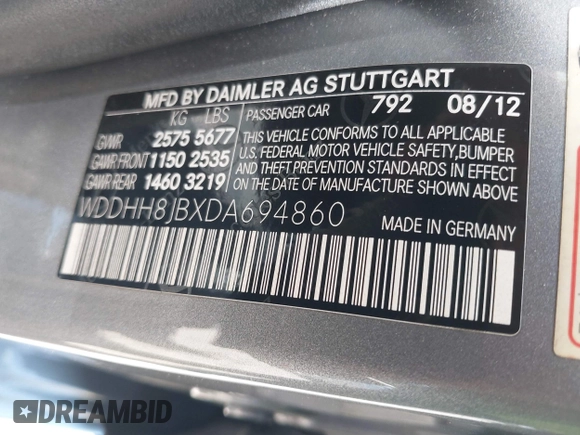 MFD BY DAIMLER AG STUTTGART
KG LBS
PASSENGER CAR 792 08/12
GVWR 2575 5677
GAWR FRONT 1150 2535
GAWR REAR 1460 3219
THIS VEHICLE CONFORMS TO ALL APPLICABLE
U.S. FEDERAL MOTOR VEHICLE SAFETY, BUMPER
AND THEFT PREVENTION STANDARDS IN EFFECT
ON THE DATE OF MANUFACTURE SHOWN ABOVE
WDDHH8JBXDA694860
MADE IN GERMANY
DREAMBID